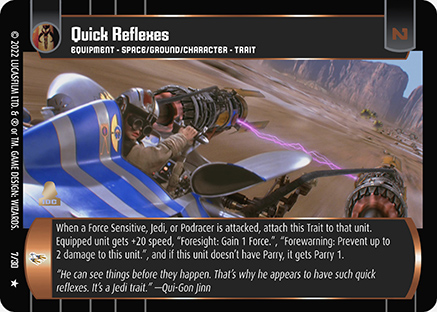 Quick Reflexes
EQUIPMENT - SPACE/GROUND/CHARACTER - TRAIT
N
© 2022 LUCASFILM LTD. & ® or TM. GAME DESIGN: WIZARDS.
7/30
When a Force Sensitive, Jedi, or Podracer is attacked, attach this Trait to that unit.
Equipped unit gets +20 speed, "Foresight: Gain 1 Force.", "Forewarning: Prevent up to
2 damage to this unit.", and if this unit doesn't have Parry, it gets Parry 1.
"He can see things before they happen. That's why he appears to have such quick
reflexes. It's a Jedi trait." —Qui-Gon Jinn